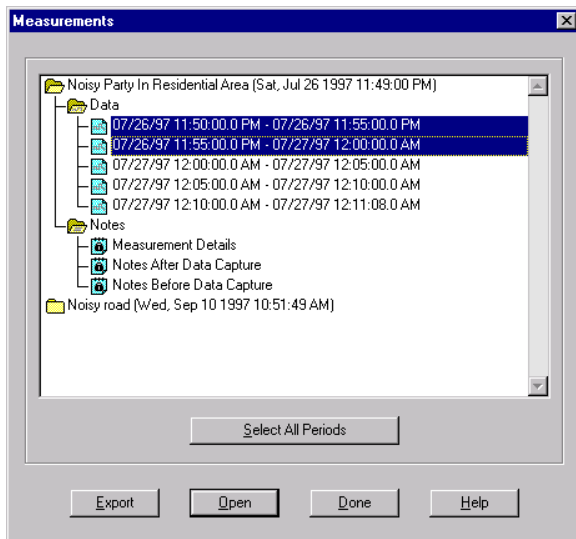 Measurements
Noisy Party In Residential Area (Sat, Jul 26 1997 11:49:00 PM)
Data
07/26/97 11:50:00.0 PM - 07/26/97 11:55:00.0 PM
07/26/97 11:55:00.0 PM - 07/27/97 12:00:00.0 AM
07/27/97 12:00:00.0 AM - 07/27/97 12:05:00.0 AM
07/27/97 12:05:00.0 AM - 07/27/97 12:10:00.0 AM
07/27/97 12:10:00.0 AM - 07/27/97 12:11:08.0 AM
Notes
Measurement Details
Notes After Data Capture
Notes Before Data Capture
Noisy road (Wed, Sep 10 1997 10:51:49 AM)
Select All Periods
Export Open Done Help